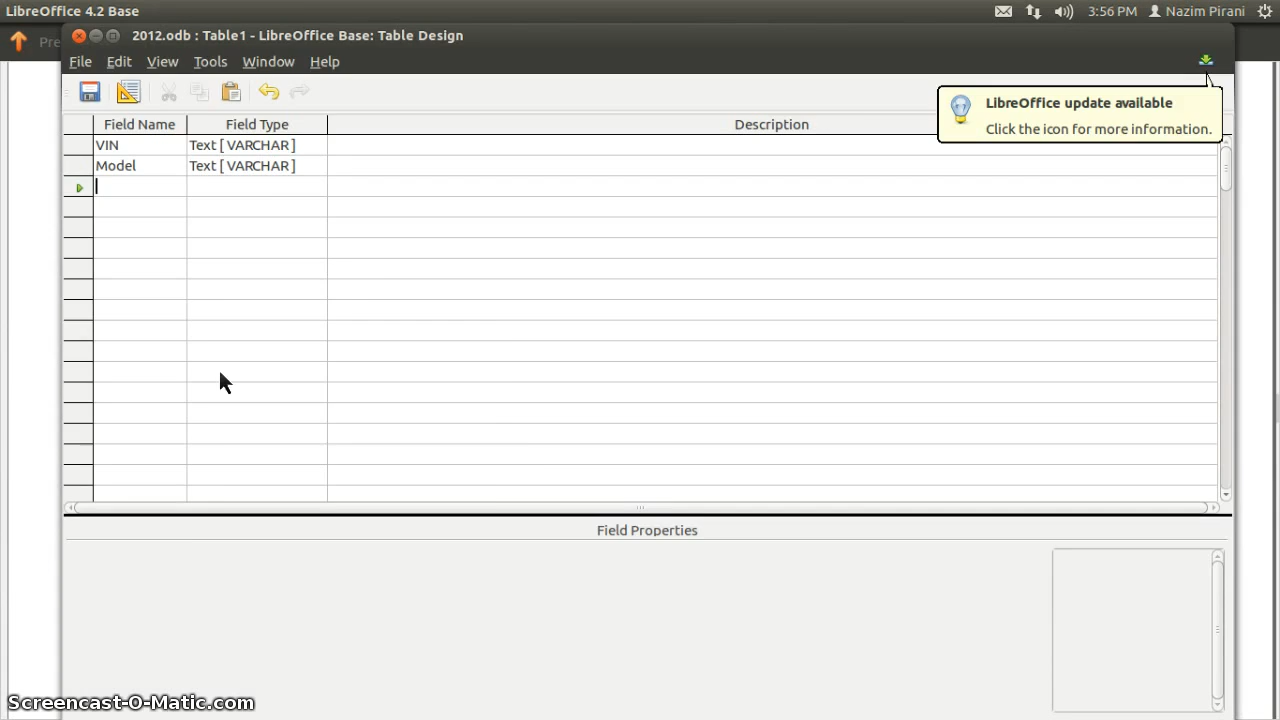 LibreOffice 4.2 Base
3:56 PM
Nazim Pirani
Pre
2012.odb : Table1 - LibreOffice Base: Table Design
File Edit View Tools Window Help
LibreOffice update available
Click the icon for more information.
Field Name Field Type Description
VIN Text [ VARCHAR ]
Model Text [ VARCHAR ]
Field Properties
Screencast-O-Matic.com